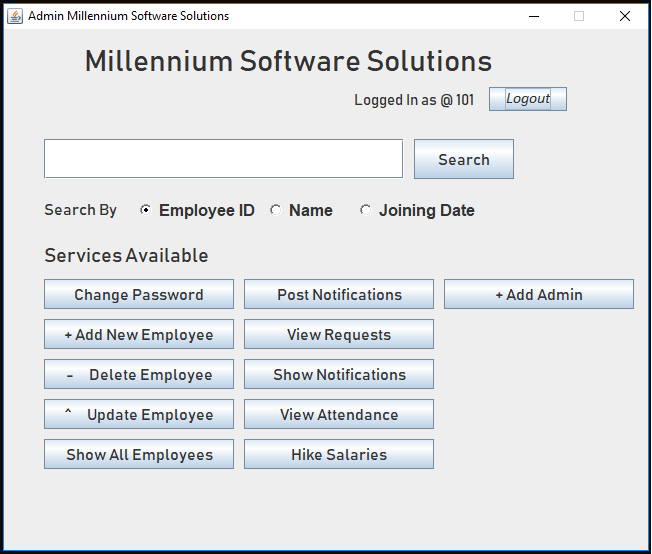 Admin Millennium Software Solutions
Millennium Software Solutions
Logged In as @ 101 Logout
Search
Search By Employee ID Name Joining Date
Services Available
Change Password Post Notifications + Add Admin
+ Add New Employee View Requests
- Delete Employee Show Notifications
^ Update Employee View Attendance
Show All Employees Hike Salaries